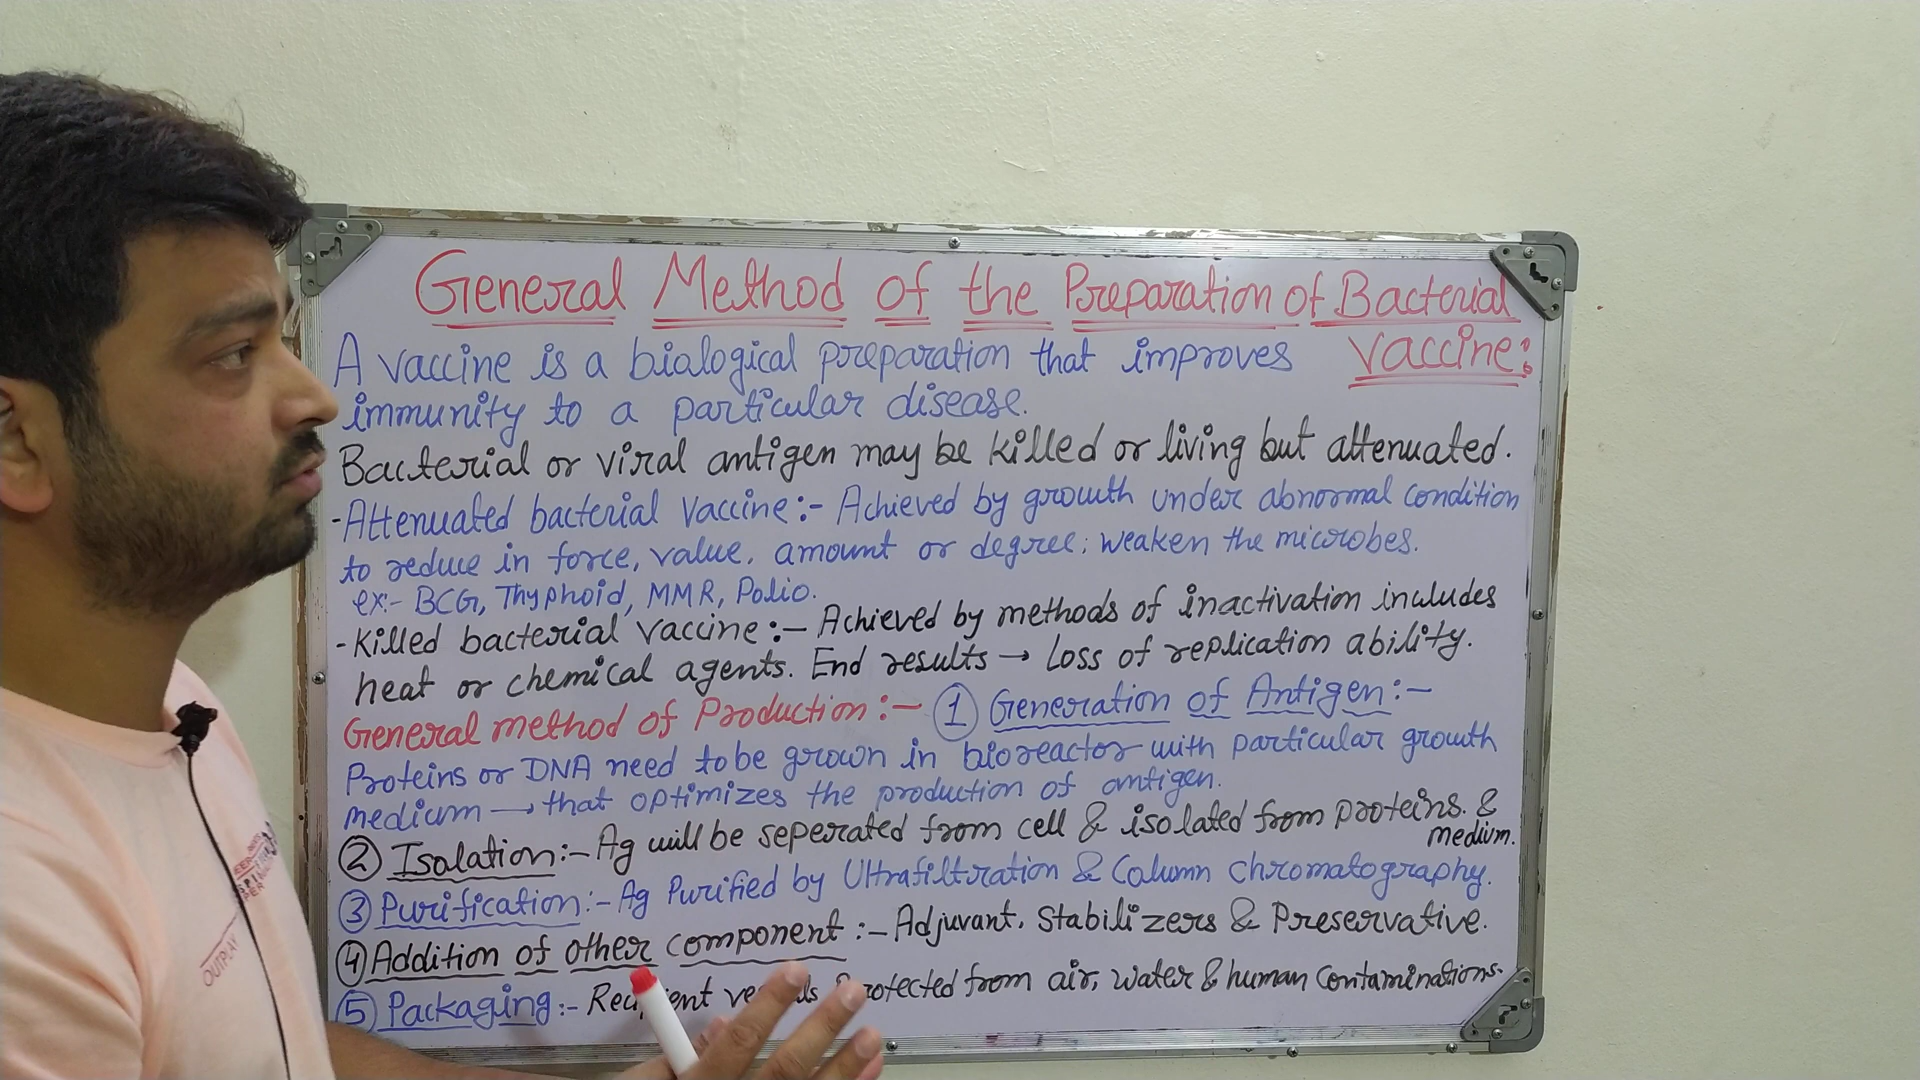 General Method of the Preparation of Bacterial
Vaccine:
A vaccine is a biological preparation that improves
immunity to a particular disease.
Bacterial or viral antigen may be killed or living but attenuated.
-Attenuated bacterial vaccine:- Achieved by growth under abnormal condition
to reduce in force, value, amount or degree; weaken the microbes.
ex:- BCG, Thyphoid, MMR, Polio.
-Killed bacterial vaccine:- Achieved by methods of inactivation includes
heat or chemical agents. End results → Loss of replication ability.
General method of Production:- ① Generation of Antigen:-
Proteins or DNA need to be grown in bioreactor with particular growth
medium → that optimizes the production of antigen.
② Isolation:- Ag will be seperated from cell & isolated from proteins. &
medium.
③ Purification:- Ag Purified by Ultrafiltration & Column chromatography.
④ Addition of other component:- Adjuvant, Stabilizers & Preservative.
⑤ Packaging:- from air, water & human contaminations.
OUTPLAY